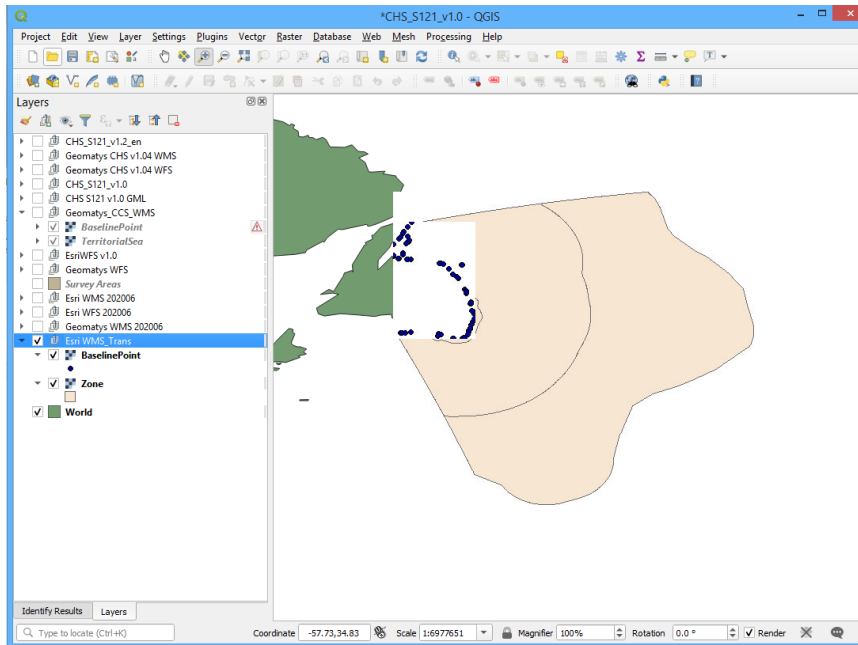 *CHS_S121_v1.0 - QGIS
Project Edit View Layer Settings Plugins Vector Raster Database Web Mesh Processing Help
Layers
CHS_S121_v1.2_en
Geomatys CHS v1.04 WMS
Geomatys CHS v1.04 WFS
CHS_S121_v1.0
CHS S121 v1.0 GML
Geomatys_CCS_WMS
BaselinePoint
TerritorialSea
EsriWFS v1.0
Geomatys WFS
Survey Areas
Esri WMS 202006
Esri WFS 202006
Geomatys WMS 202006
Esri WMS_Trans
BaselinePoint
Zone
World
Identify Results Layers
Type to locate (Ctrl+K) Coordinate -57.73,34.83 Scale 1:6977651 Magnifier 100% Rotation 0.0 ° Render